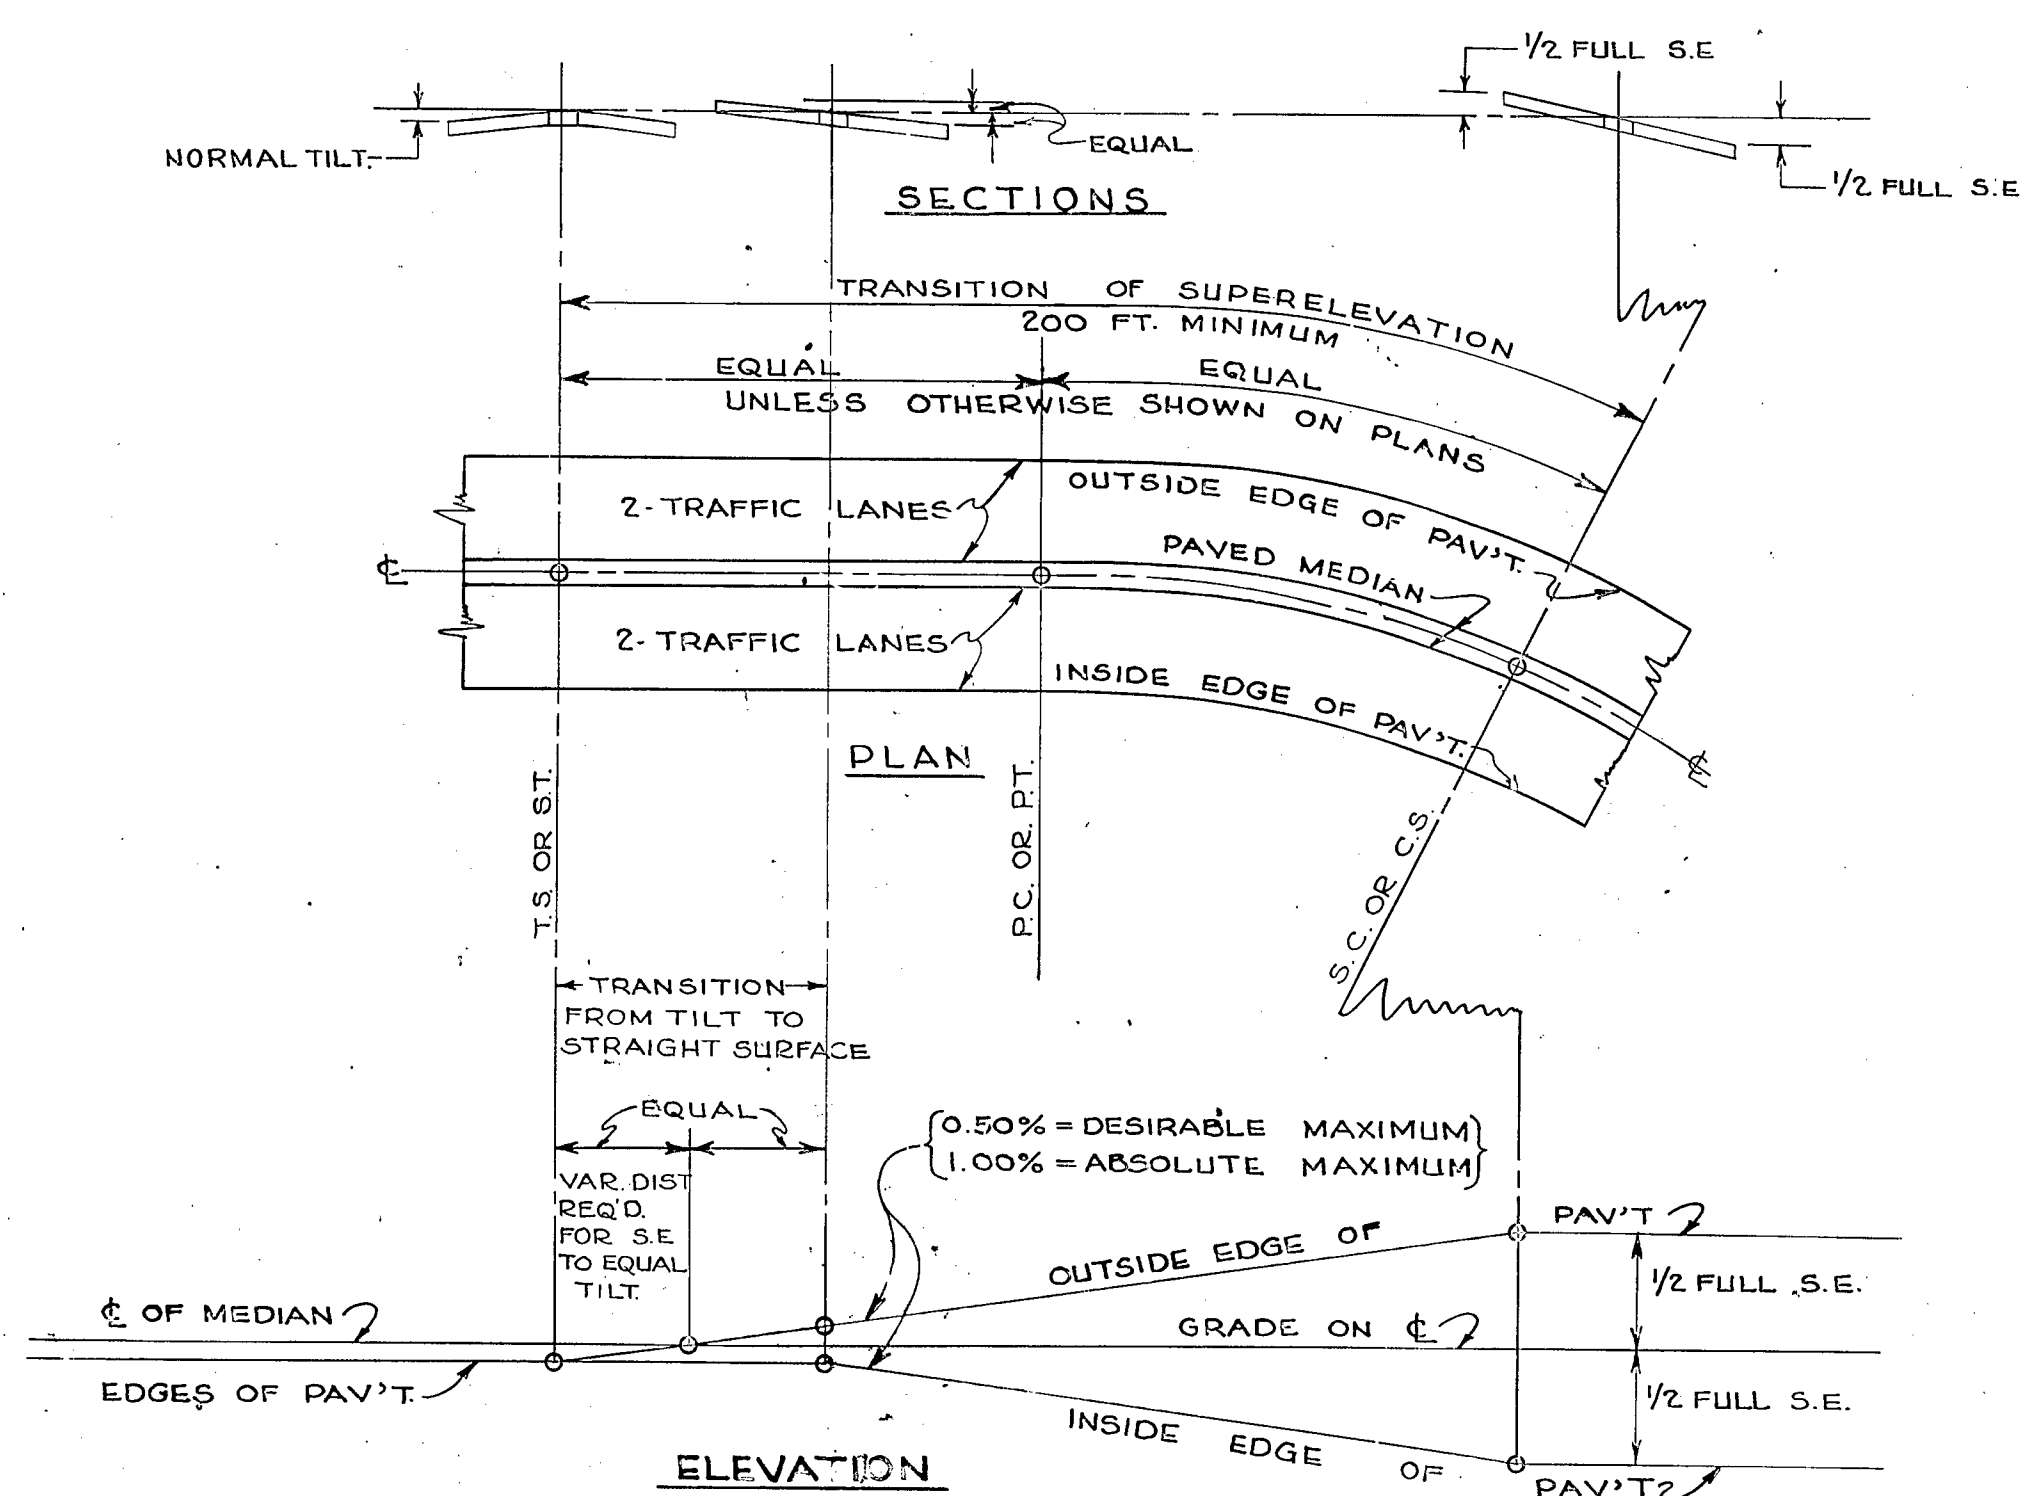 1/2 FULL S.E
NORMAL TILT.
EQUAL
1/2 FULL S.E
SECTIONS
TRANSITION OF SUPERELEVATION
200 FT. MINIMUM
EQUAL
EQUAL
UNLESS OTHERWISE SHOWN ON PLANS
2-TRAFFIC LANES
OUTSIDE EDGE OF PAV'T.
PAVED MEDIAN
℄
2-TRAFFIC LANES
INSIDE EDGE OF PAV'T.
℄
PLAN
T.S. OR S.T.
P.C. OR. P.T.
S.C. OR C.S.
TRANSITION
FROM TILT TO
STRAIGHT SURFACE
EQUAL
0.50% = DESIRABLE MAXIMUM
1.00% = ABSOLUTE MAXIMUM
VAR. DIST
REQ'D.
FOR S.E
TO EQUAL
TILT.
OUTSIDE EDGE OF PAV'T
1/2 FULL S.E.
℄ OF MEDIAN
GRADE ON ℄
EDGES OF PAV'T.
1/2 FULL S.E.
INSIDE EDGE OF PAV'T
ELEVATION